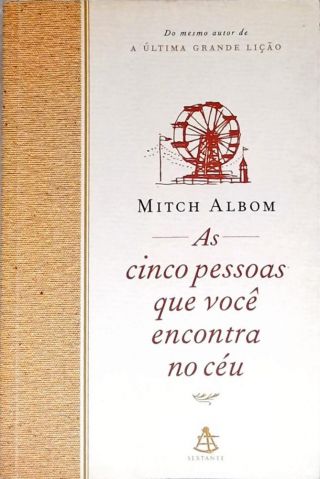 Do mesmo autor de
A ÚLTIMA GRANDE LIÇÃO
MITCH ALBOM
As
cinco pessoas
que você
encontra
no céu
SEXTANTE